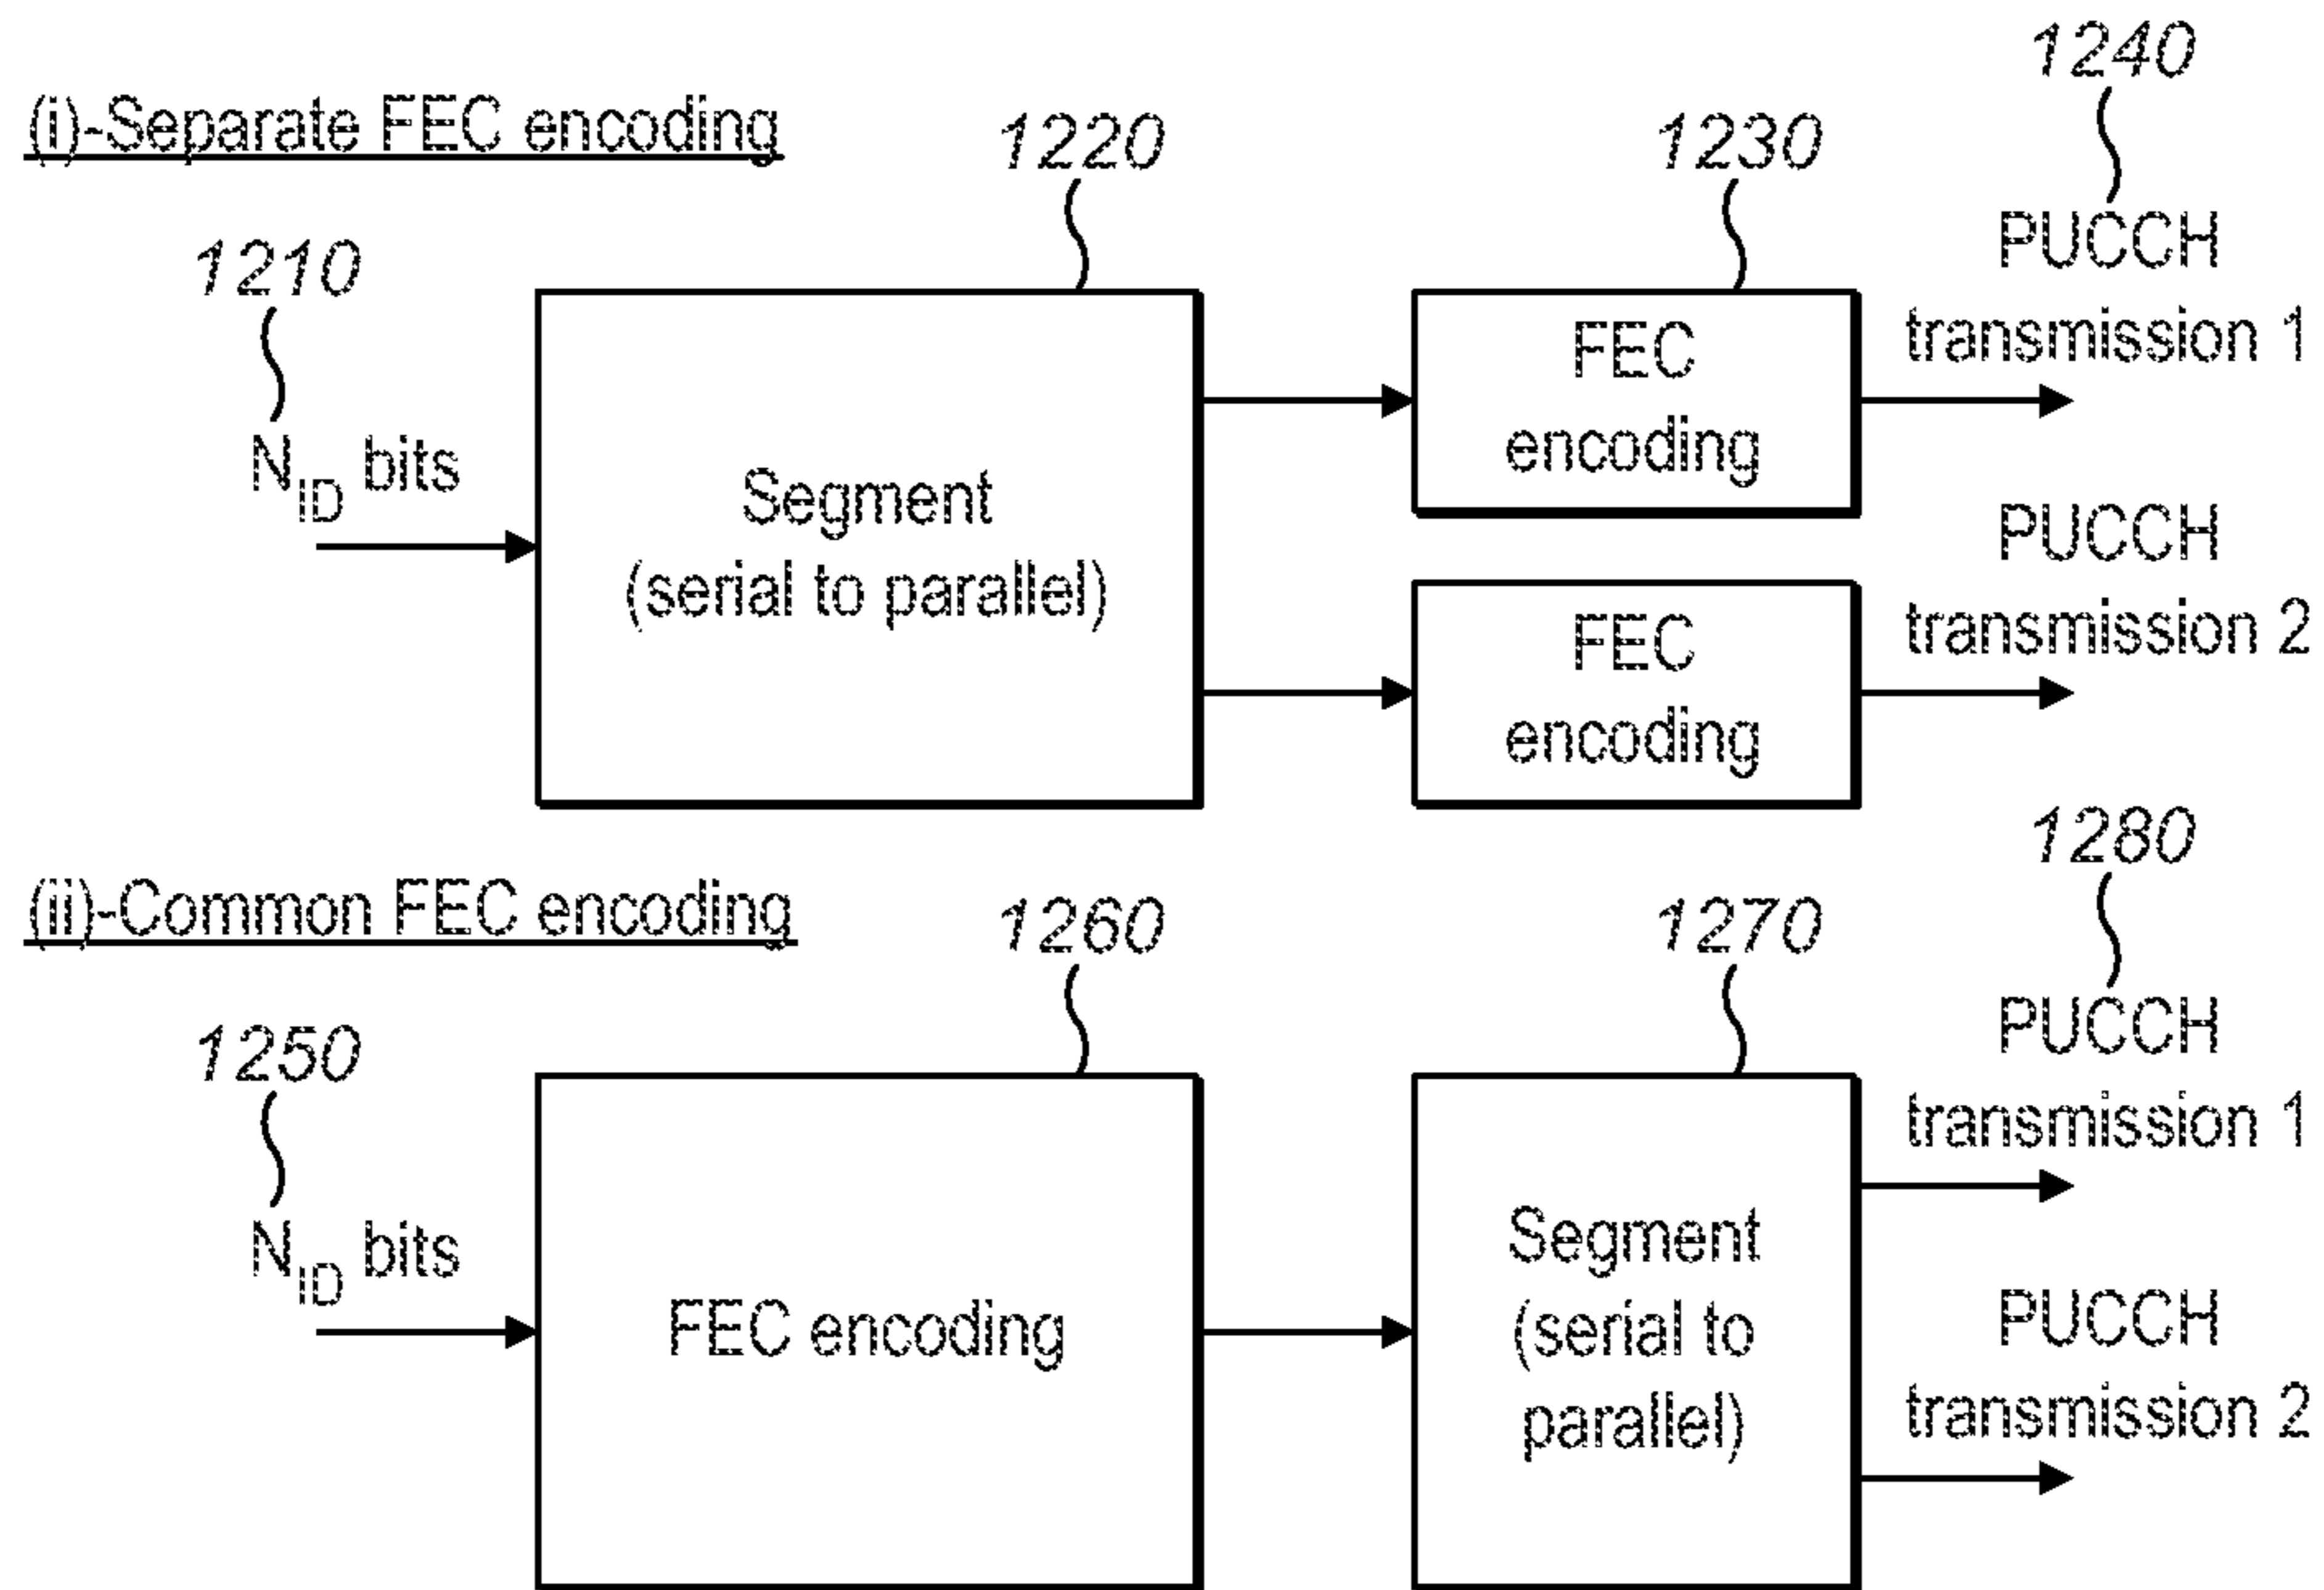 1240
(i)-Separate FEC encoding
1220
1230
PUCCH
transmission 1
1210
FEC
encoding
N_ID bits
Segment
(serial to parallel)
PUCCH
transmission 2
FEC
encoding
1280
(ii)-Common FEC encoding
1260
1270
PUCCH
transmission 1
1250
N_ID bits
FEC encoding
Segment
(serial to
parallel)
PUCCH
transmission 2